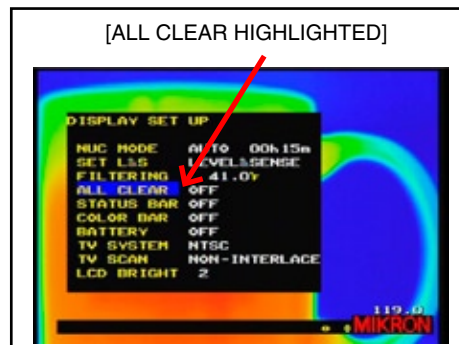 [ALL CLEAR HIGHLIGHTED]
DISPLAY SET UP
NUC MODE AUTO 00h15m
SET L&S LEVEL&SENSE
FILTERING 41.0
ALL CLEAR OFF
STATUS BAR OFF
COLOR BAR OFF
BATTERY OFF
TV SYSTEM NTSC
TV SCAN NON-INTERLACE
LCD BRIGHT 2
119.0
MIKRON